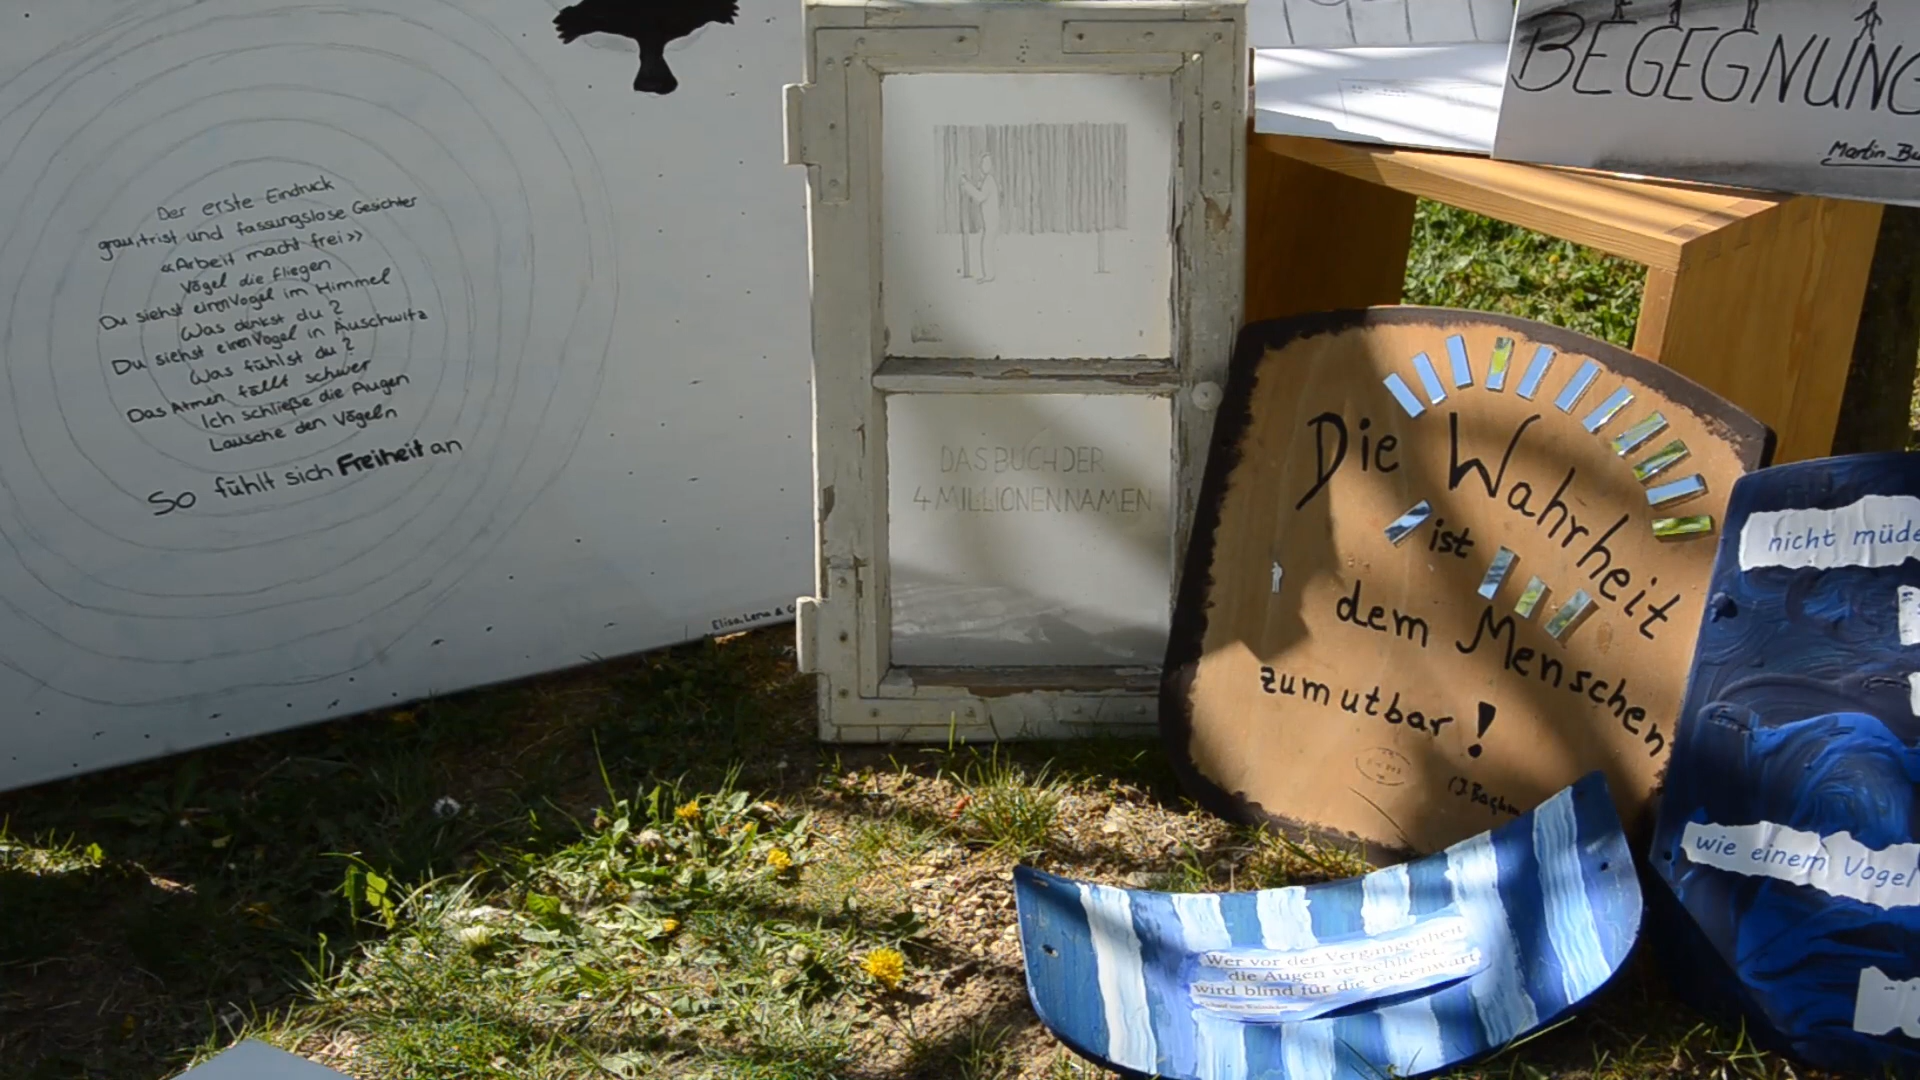 Der erste Eindruck
grau, trist und fassungslose Gesichter
«Arbeit macht frei»
Vögel die fliegen
Du siehst einen Vogel im Himmel
Was denkst du?
Du siehst einen Vogel in Auschwitz
Was fühlst du?
Das Atmen fällt schwer
Ich schließe die Augen
Lausche den Vögeln
So fühlt sich Freiheit an
Elisa, Lena &
DAS BUCH DER
4 MILLIONEN NAMEN
BEGEGNUNG
Martin
Die Wahrheit
ist
dem Menschen
zumutbar!
nicht müde
wie einem Vogel
Wer vor der Vergangenheit
die Augen verschließt,
wird blind für die Gegenwart.